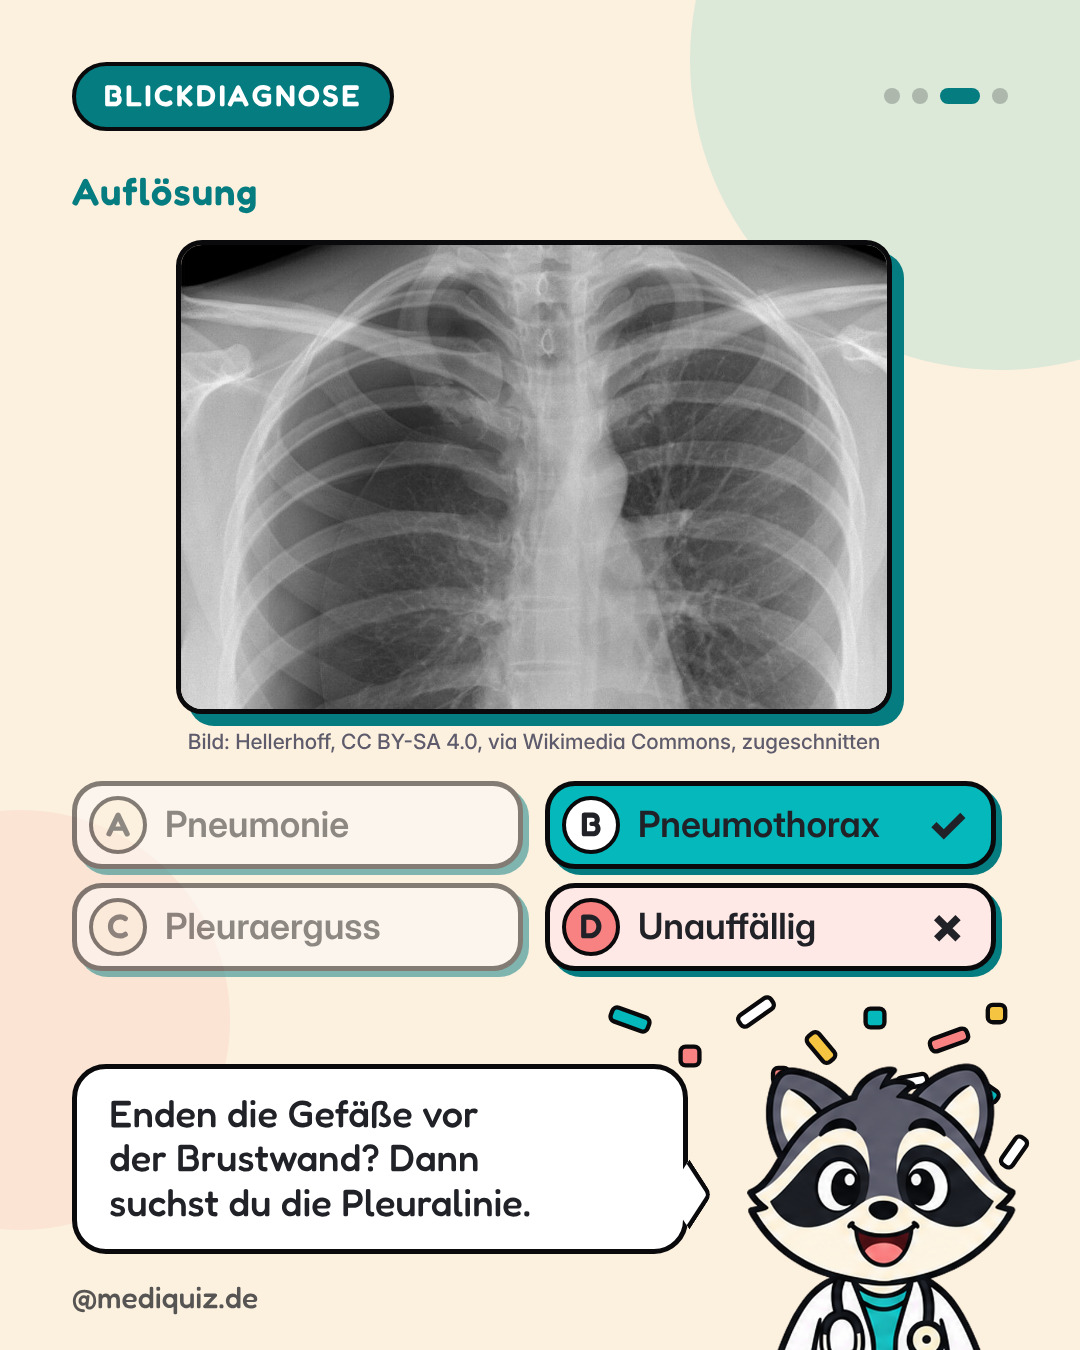 BLICKDIAGNOSE
Auflösung
Bild: Hellerhoff, CC BY-SA 4.0, via Wikimedia Commons, zugeschnitten
A Pneumonie
B Pneumothorax
C Pleuraerguss
D Unauffällig
Enden die Gefäße vor
der Brustwand? Dann
suchst du die Pleuralinie.
@mediquiz.de